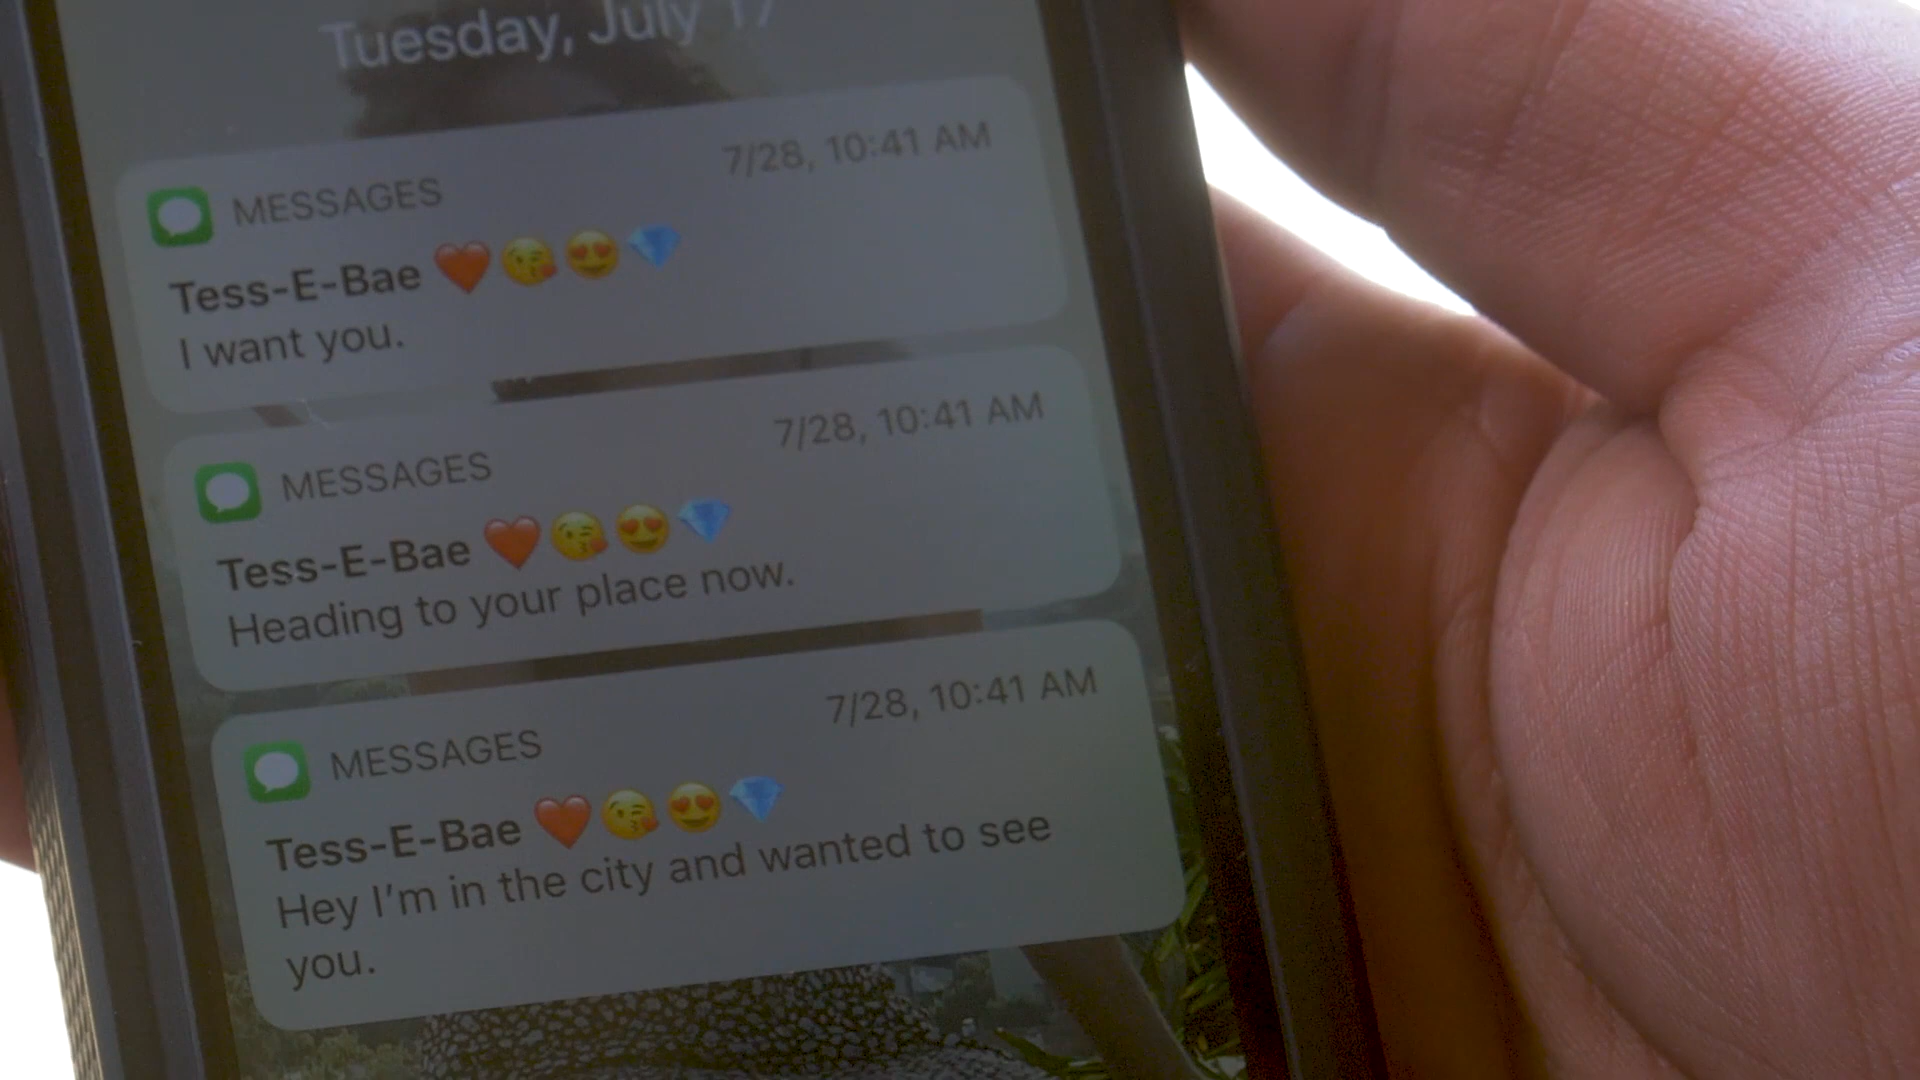 Tuesday, July 17
MESSAGES 7/28, 10:41 AM
Tess-E-Bae ❤️😘😍💎
I want you.
MESSAGES 7/28, 10:41 AM
Tess-E-Bae ❤️😘😍💎
Heading to your place now.
MESSAGES 7/28, 10:41 AM
Tess-E-Bae ❤️😘😍💎
Hey I’m in the city and wanted to see
you.